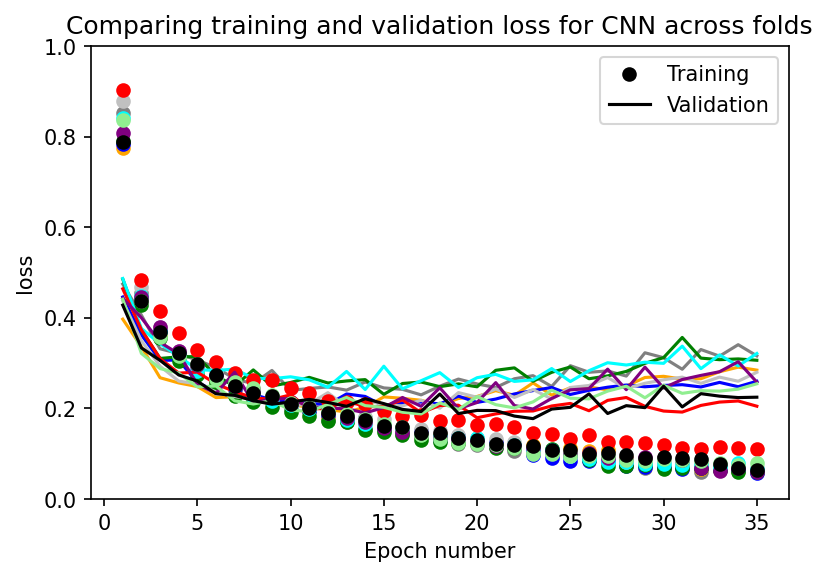 Comparing training and validation loss for CNN across folds
1.0
0.8
0.6
0.4
0.2
0.0
loss
Training
Validation
0 5 10 15 20 25 30 35
Epoch number